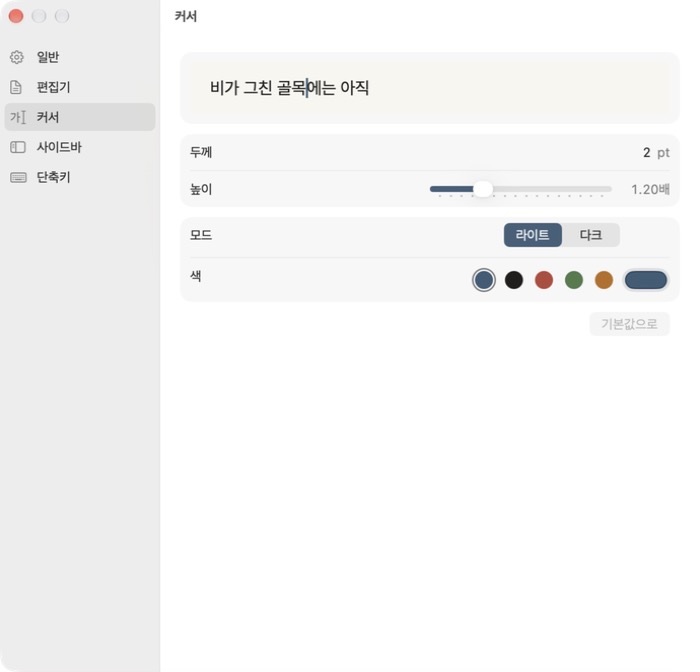 커서
일반
편집기
가 커서
사이드바
단축키
비가 그친 골목에는 아직
두께 2 pt
높이 1.20배
모드 라이트 다크
색
기본값으로